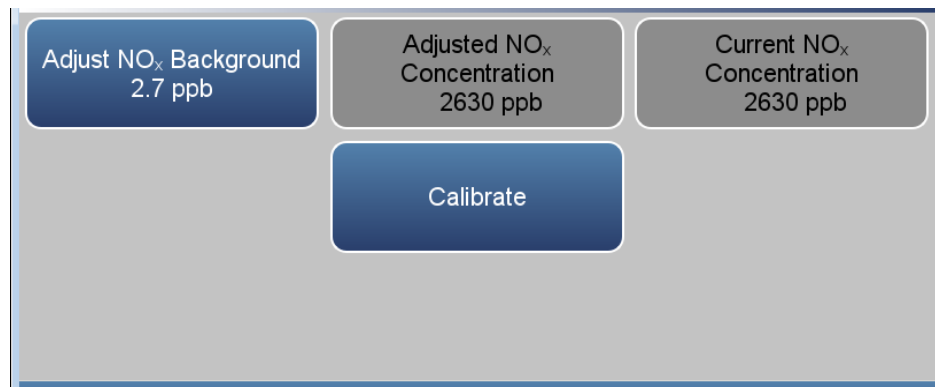 Adjust NOₓ Background
2.7 ppb
Adjusted NOₓ
Concentration
2630 ppb
Current NOₓ
Concentration
2630 ppb
Calibrate